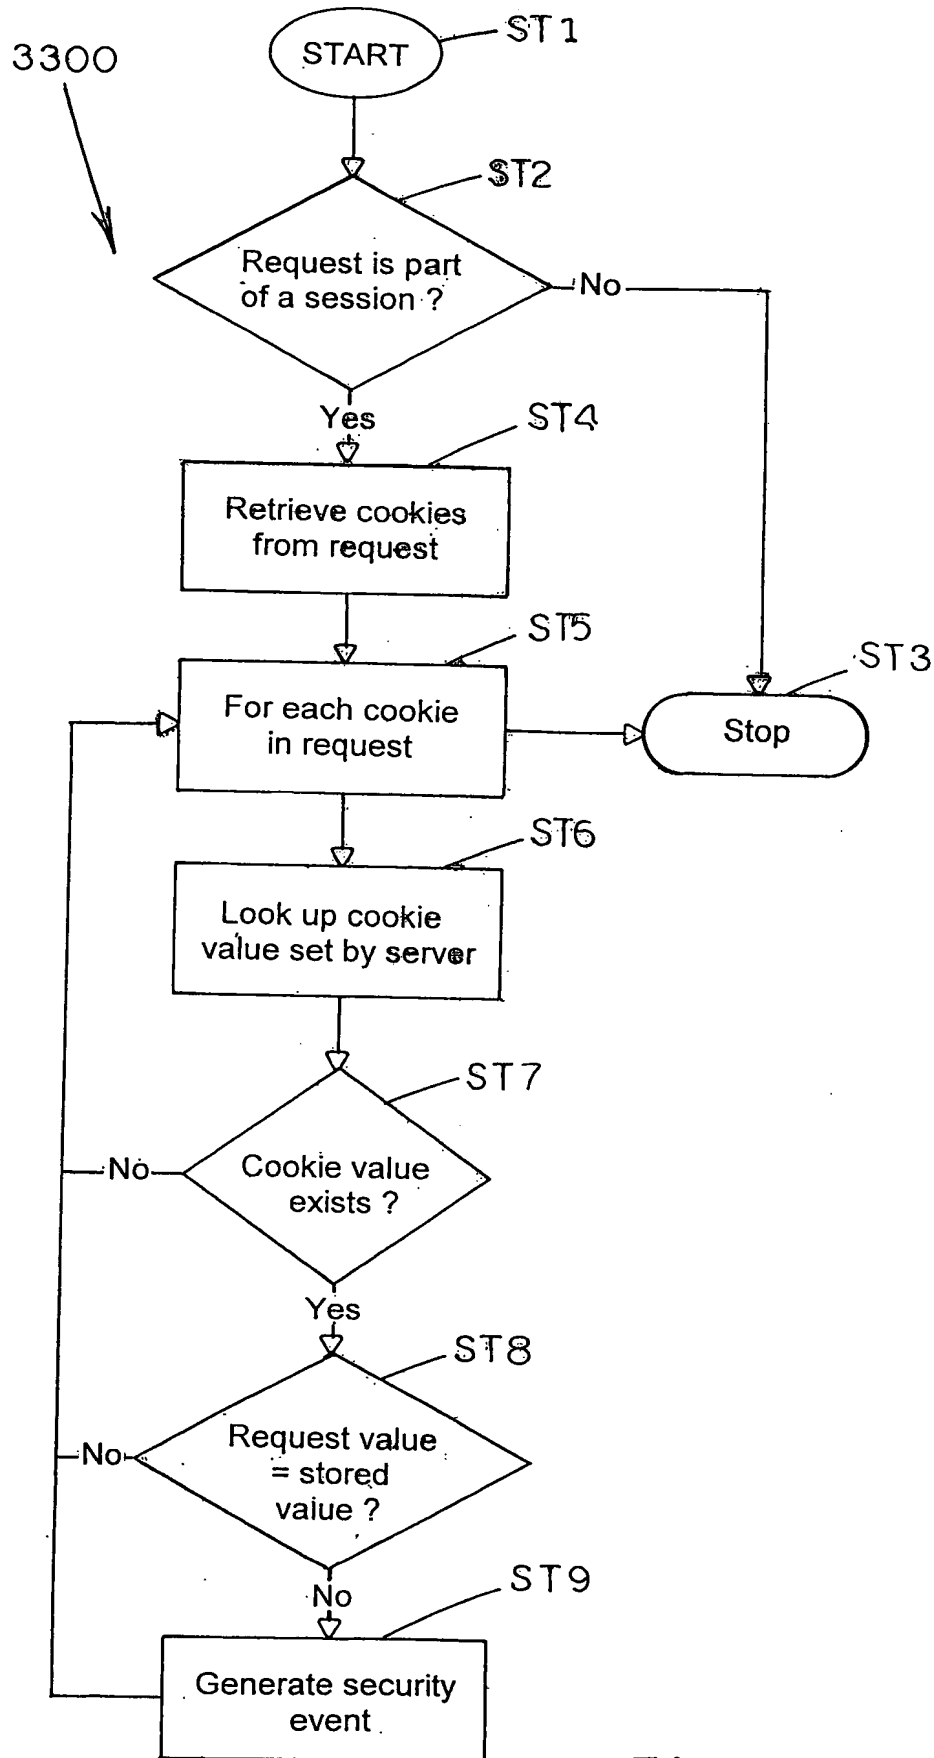 ST1
START
3300
ST2
Request is part
of a session ?
No
Yes
ST4
Retrieve cookies
from request
ST5
For each cookie
in request
ST3
Stop
ST6
Look up cookie
value set by server
ST7
Cookie value
exists ?
No
Yes
ST8
Request value
= stored
value ?
No
No
ST9
Generate security
event